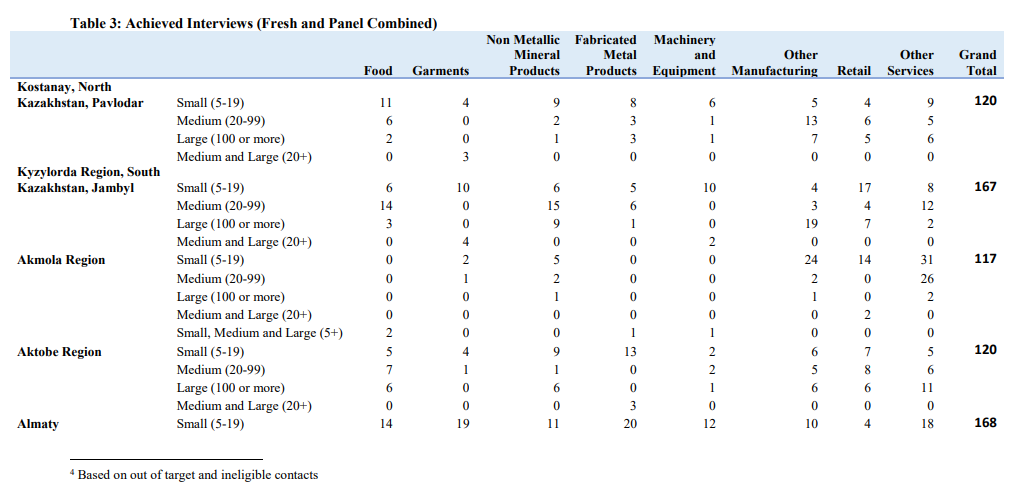 Table 3: Achieved Interviews (Fresh and Panel Combined)
Non Metallic Fabricated Machinery
Mineral Metal and Other Other Grand
Food Garments Products Products Equipment Manufacturing Retail Services Total
Kostanay, North
Kazakhstan, Pavlodar Small (5-19) 11 4 9 8 6 5 4 9 120
Medium (20-99) 6 0 2 3 1 13 6 5
Large (100 or more) 2 0 1 3 1 7 5 6
Medium and Large (20+) 0 3 0 0 0 0 0 0
Kyzylorda Region, South
Kazakhstan, Jambyl Small (5-19) 6 10 6 5 10 4 17 8 167
Medium (20-99) 14 0 15 6 0 3 4 12
Large (100 or more) 3 0 9 1 0 19 7 2
Medium and Large (20+) 0 4 0 0 2 0 0 0
Akmola Region Small (5-19) 0 2 5 0 0 24 14 31 117
Medium (20-99) 0 1 2 0 0 2 0 26
Large (100 or more) 0 0 1 0 0 1 0 2
Medium and Large (20+) 0 0 0 0 0 0 2 0
Small, Medium and Large (5+) 2 0 0 1 1 0 0 0
Aktobe Region Small (5-19) 5 4 9 13 2 6 7 5 120
Medium (20-99) 7 1 1 0 2 5 8 6
Large (100 or more) 6 0 6 0 1 6 6 11
Medium and Large (20+) 0 0 0 3 0 0 0 0
Almaty Small (5-19) 14 19 11 20 12 10 4 18 168
4 Based on out of target and ineligible contacts